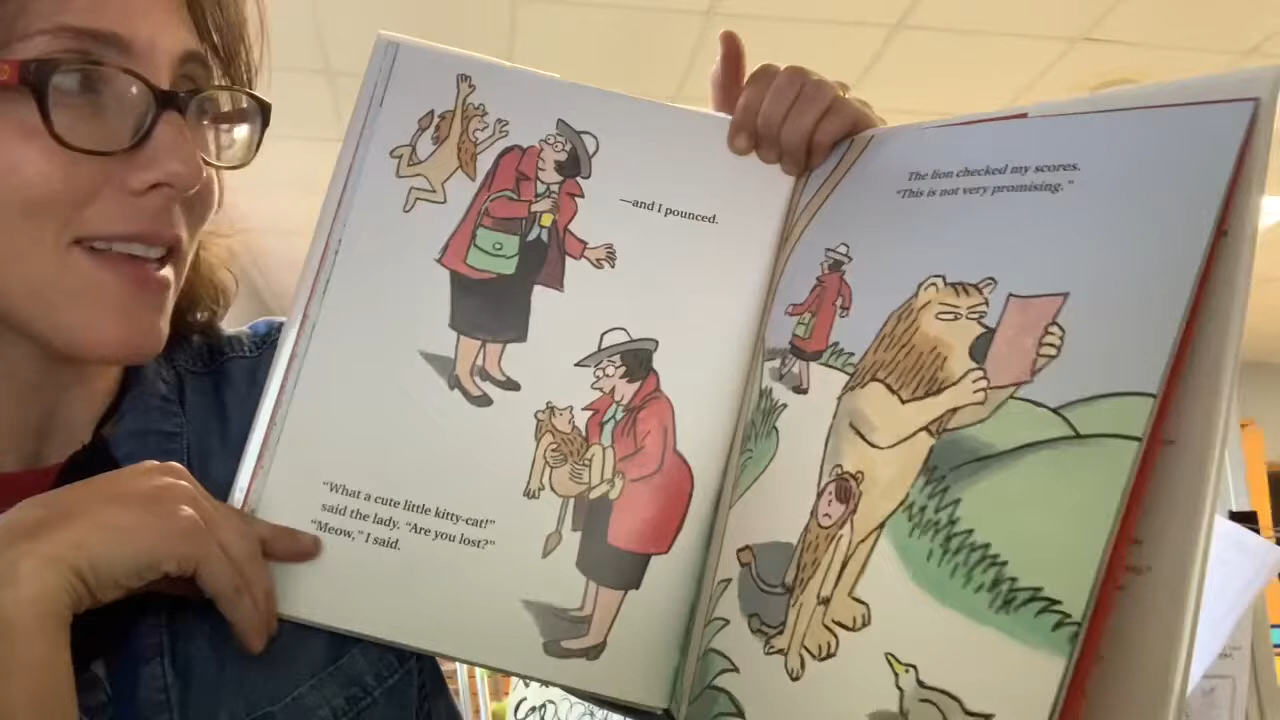 —and I pounced.
“What a cute little kitty-cat!”
said the lady. “Are you lost?”
“Meow,” I said.
The lion checked my scores.
“This is not very promising.”